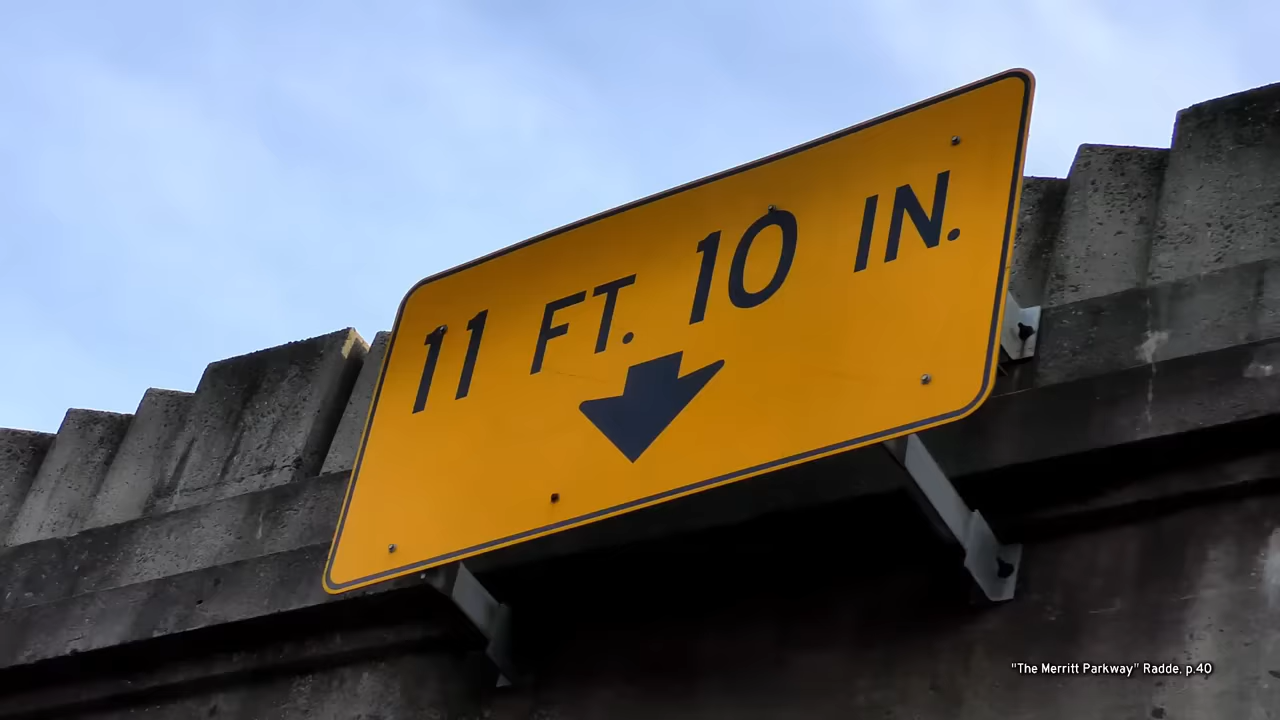 11 FT. 10 IN.
"The Merritt Parkway" Radde, p.40